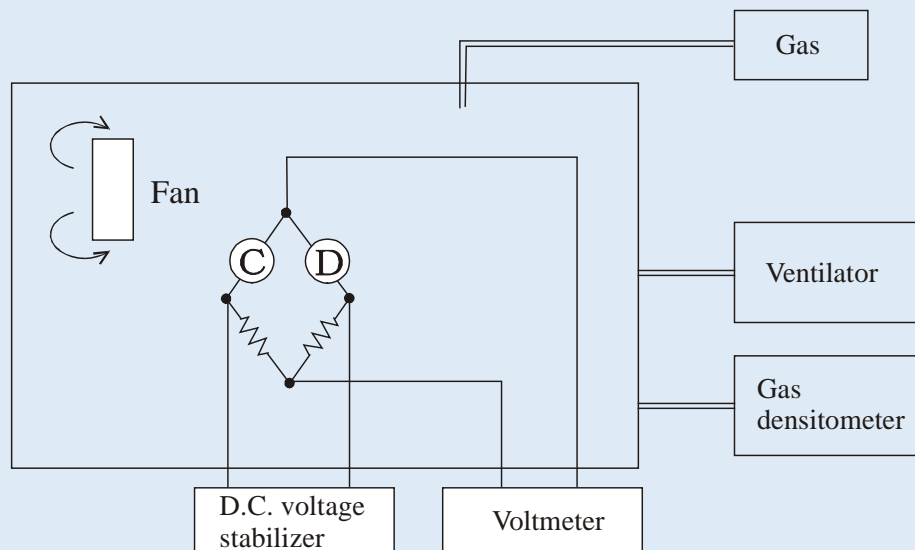 Gas
Fan
C
D
Ventilator
Gas
densitometer
D.C. voltage
stabilizer
Voltmeter